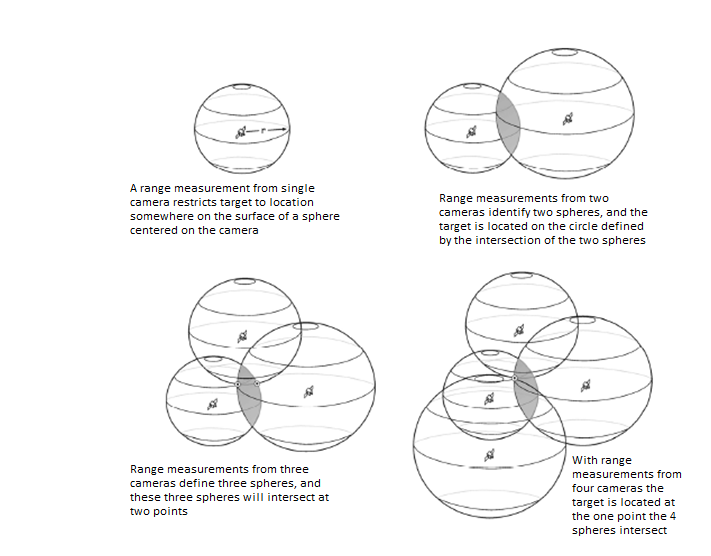 r
A range measurement from single
camera restricts target to location
somewhere on the surface of a sphere
centered on the camera
Range measurements from two
cameras identify two spheres, and the
target is located on the circle defined
by the intersection of the two spheres
Range measurements from three
cameras define three spheres, and
these three spheres will intersect at
two points
With range
measurements from
four cameras the
target is located at
the one point the 4
spheres intersect